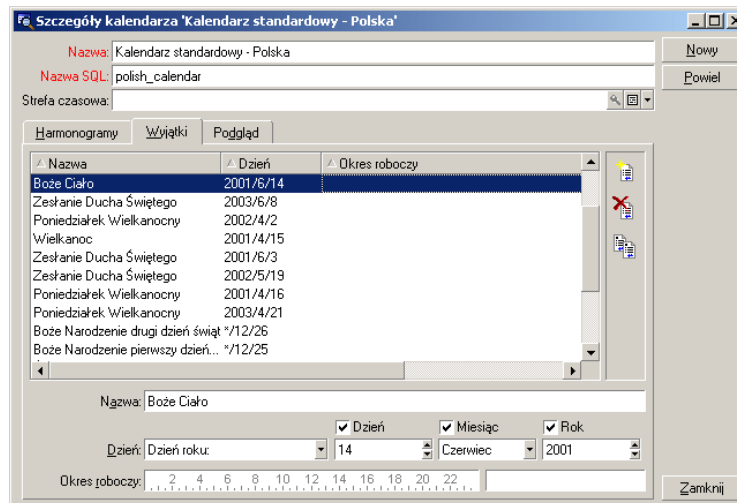 Szczegóły kalendarza 'Kalendarz standardowy - Polska'
Nazwa: Kalendarz standardowy - Polska Nowy
Nazwa SQL: polish_calendar Powiel
Strefa czasowa:
Harmonogramy Wyjątki Podgląd
Nazwa Dzień Okres roboczy
Boże Ciało 2001/6/14
Zesłanie Ducha Świętego 2003/6/8
Poniedziałek Wielkanocny 2002/4/2
Wielkanoc 2001/4/15
Zesłanie Ducha Świętego 2001/6/3
Zesłanie Ducha Świętego 2002/5/19
Poniedziałek Wielkanocny 2001/4/16
Poniedziałek Wielkanocny 2003/4/21
Boże Narodzenie drugi dzień świąt */12/26
Boże Narodzenie pierwszy dzień... */12/25
Nazwa: Boże Ciało
Dzień Miesiąc Rok
Dzień: Dzień roku: 14 Czerwiec 2001
Okres roboczy: 2 4 6 8 10 12 14 16 18 20 22
Zamknij